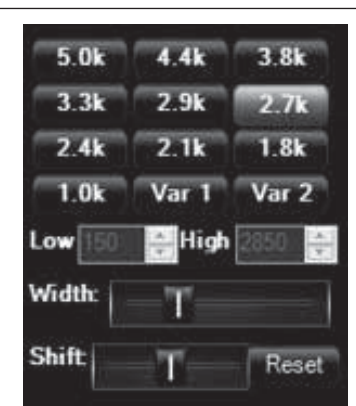 5.0k 4.4k 3.8k
3.3k 2.9k 2.7k
2.4k 2.1k 1.8k
1.0k Var 1 Var 2
Low 150 High 2850
Width:
Shift: Reset